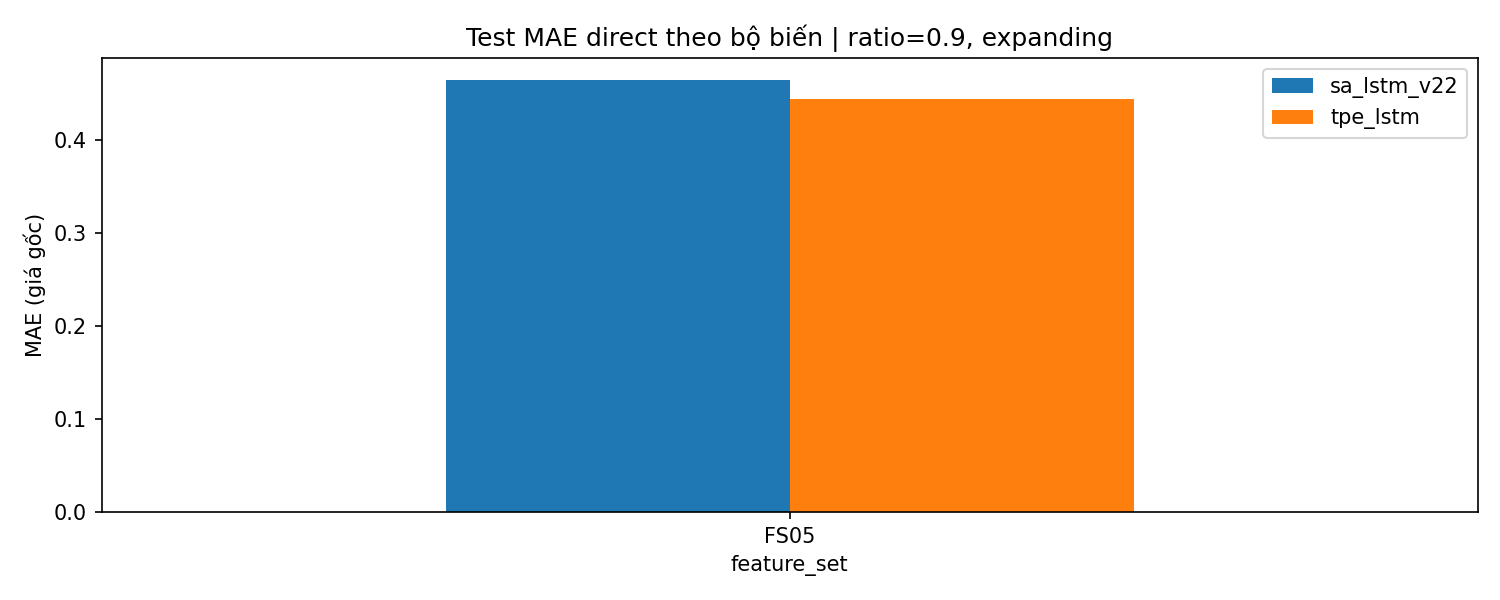 Test MAE direct theo bộ biến | ratio=0.9, expanding
sa_lstm_v22
tpe_lstm
MAE (giá gốc)
0.4
0.3
0.2
0.1
0.0
FS05
feature_set